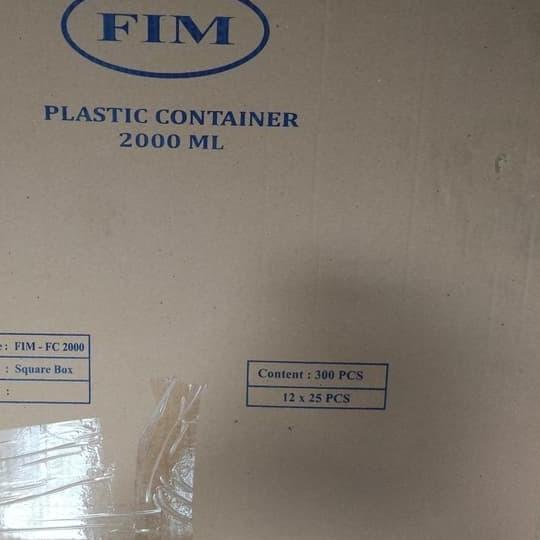 FIM
PLASTIC CONTAINER
2000 ML
: FIM - FC 2000
: Square Box
:
Content : 300 PCS
12 x 25 PCS